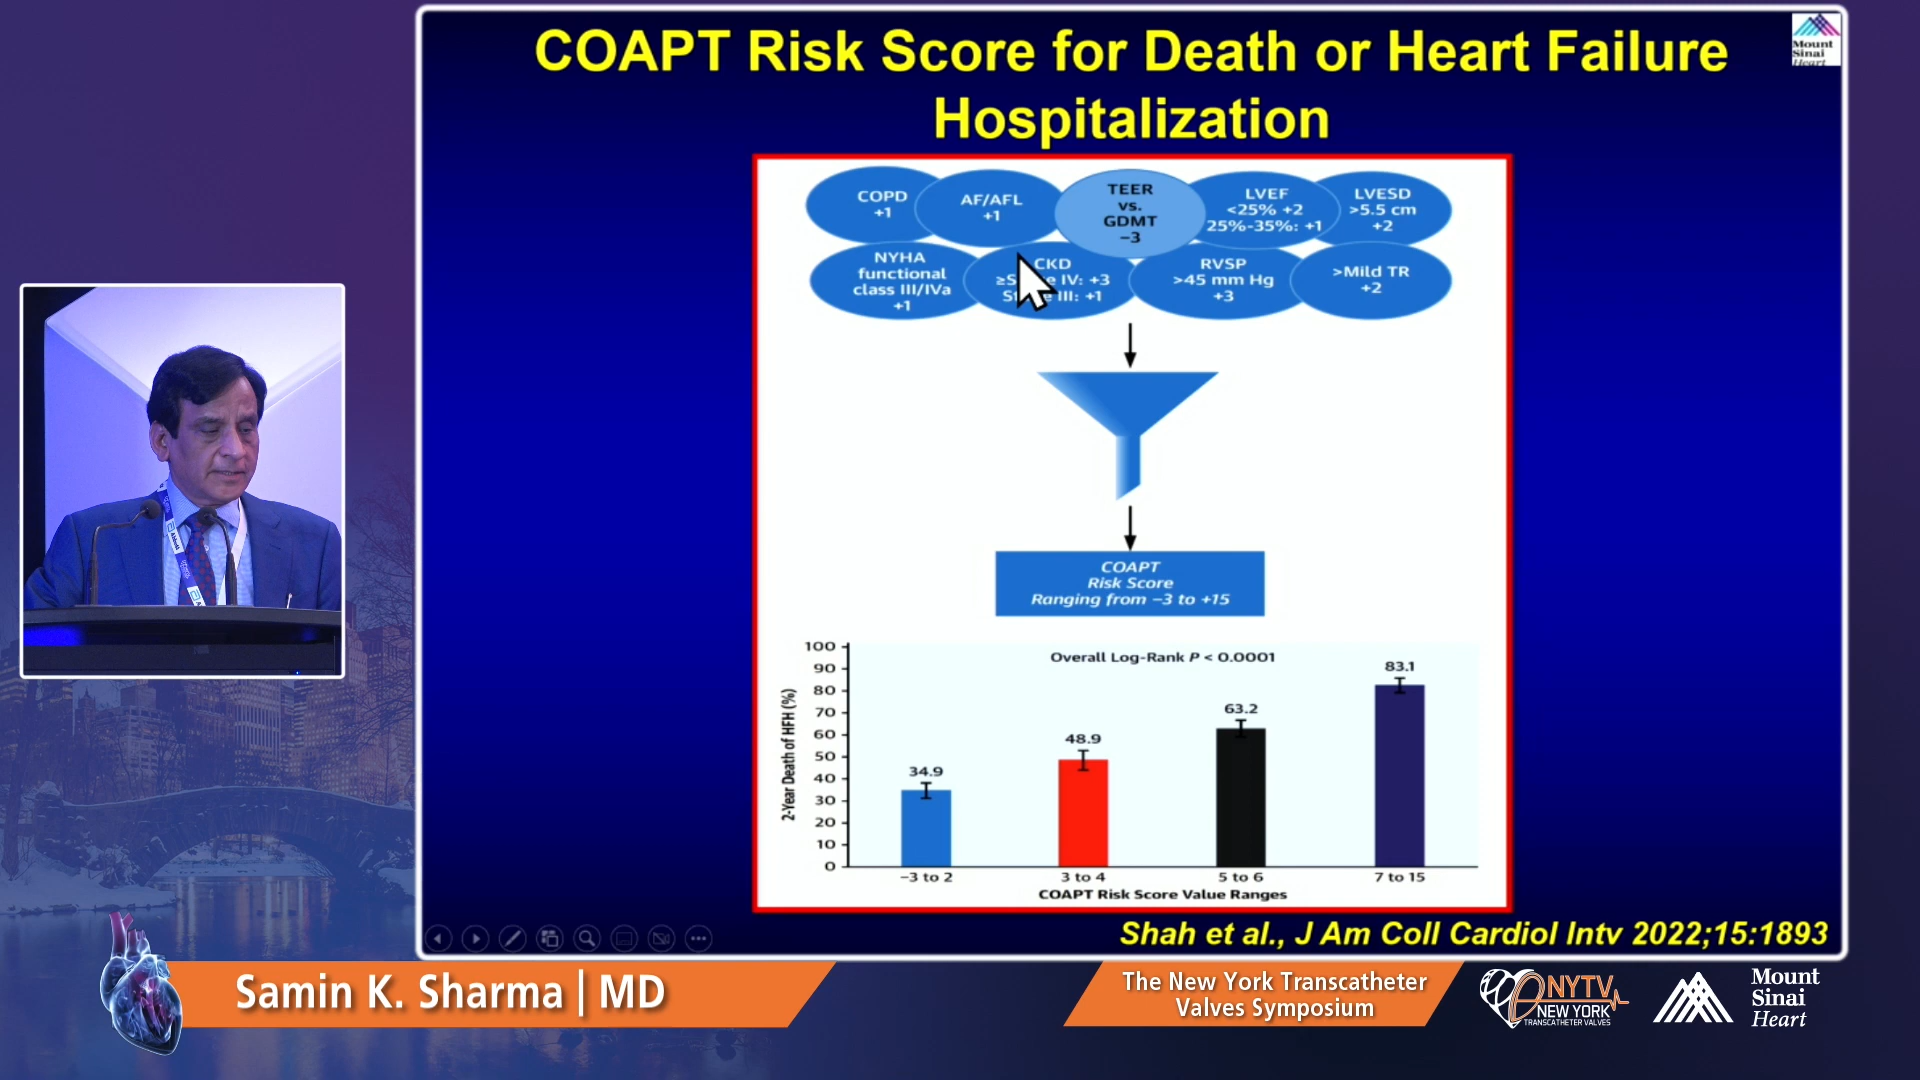 COAPT Risk Score for Death or Heart Failure
Hospitalization
Mount
Sinai
Heart
COPD
+1
AF/AFL
+1
TEER
vs.
GDMT
−3
LVEF
<25% +2
25%-35%: +1
LVESD
>5.5 cm
+2
NYHA
functional
class III/IVa
+1
CKD
IV: +3
III: +1
RVSP
>45 mm Hg
+3
>Mild TR
+2
COAPT
Risk Score
Ranging from −3 to +15
Overall Log-Rank P < 0.0001
2-Year Death of HFH (%)
100
90
80
70
60
50
40
30
20
10
0
34.9
48.9
63.2
83.1
−3 to 2
3 to 4
5 to 6
7 to 15
COAPT Risk Score Value Ranges
Shah et al., J Am Coll Cardiol Intv 2022;15:1893
Samin K. Sharma | MD
The New York Transcatheter
Valves Symposium
NYTV
NEW YORK
TRANSCATHETER VALVES
Mount
Sinai
Heart